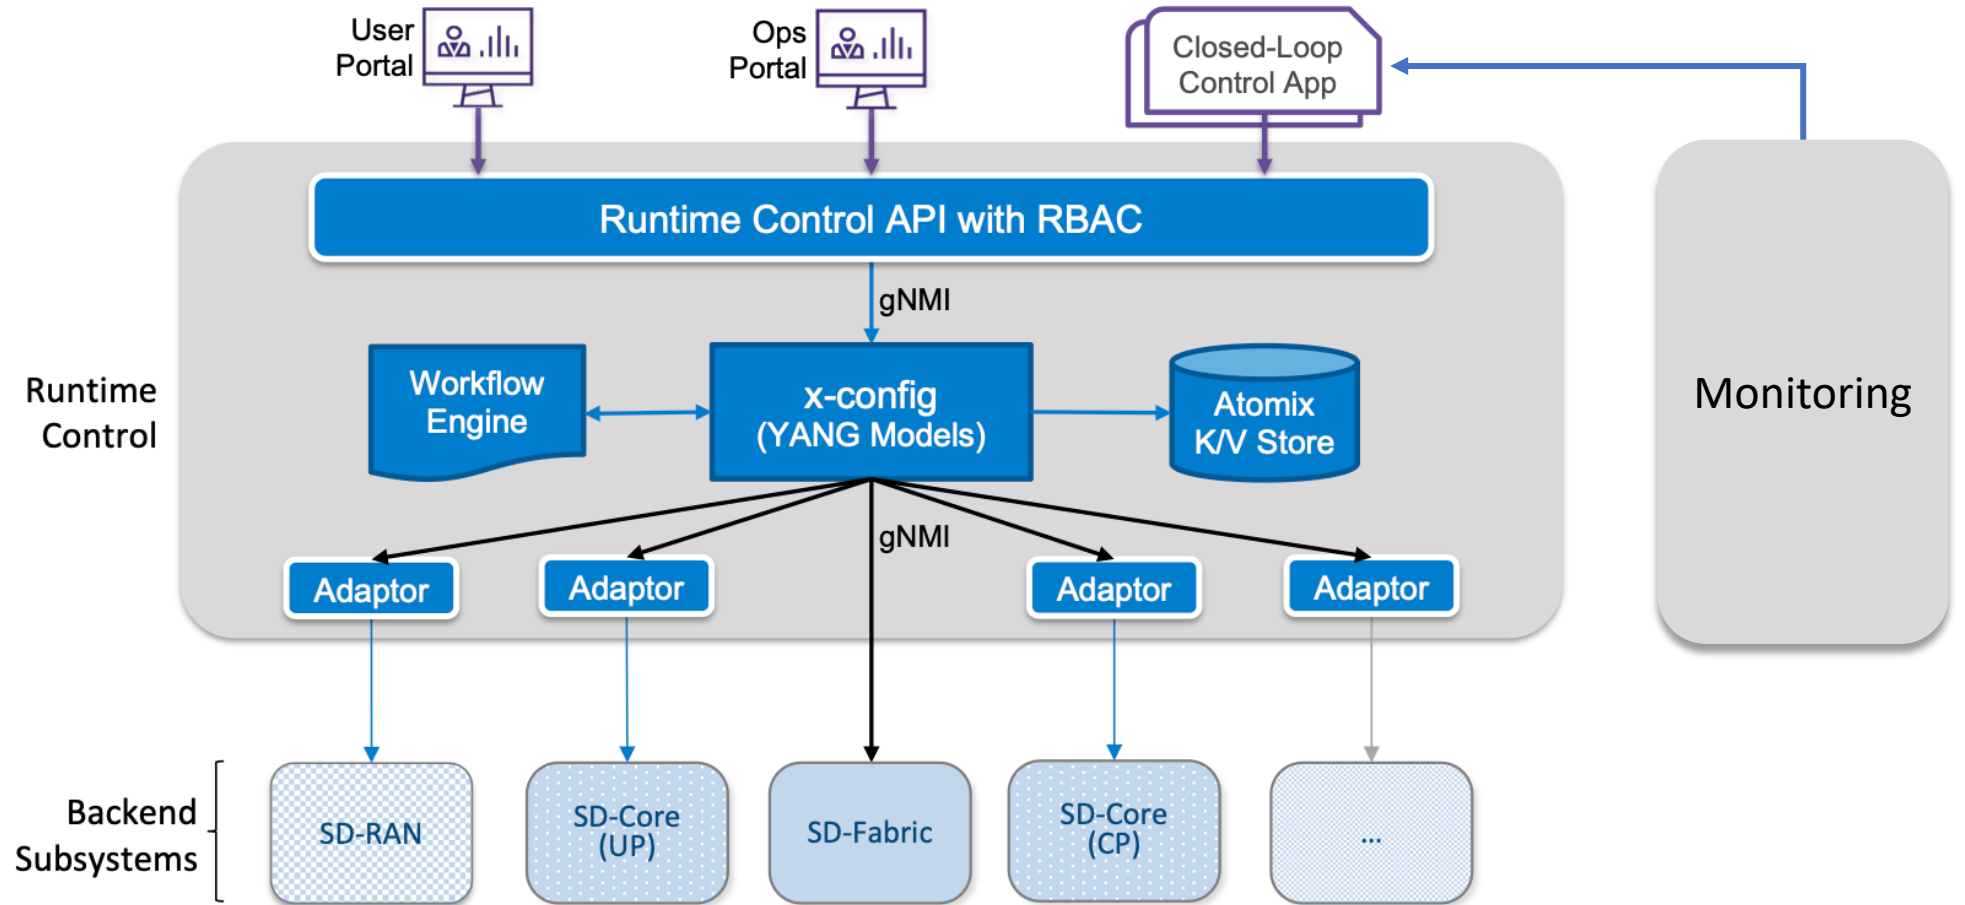 User
Portal
Ops
Portal
Closed-Loop
Control App
Runtime Control API with RBAC
gNMI
Workflow
Engine
x-config
(YANG Models)
Atomix
K/V Store
Runtime
Control
Monitoring
gNMI
Adaptor
Adaptor
Adaptor
Adaptor
Backend
Subsystems
SD-RAN
SD-Core
(UP)
SD-Fabric
SD-Core
(CP)
...